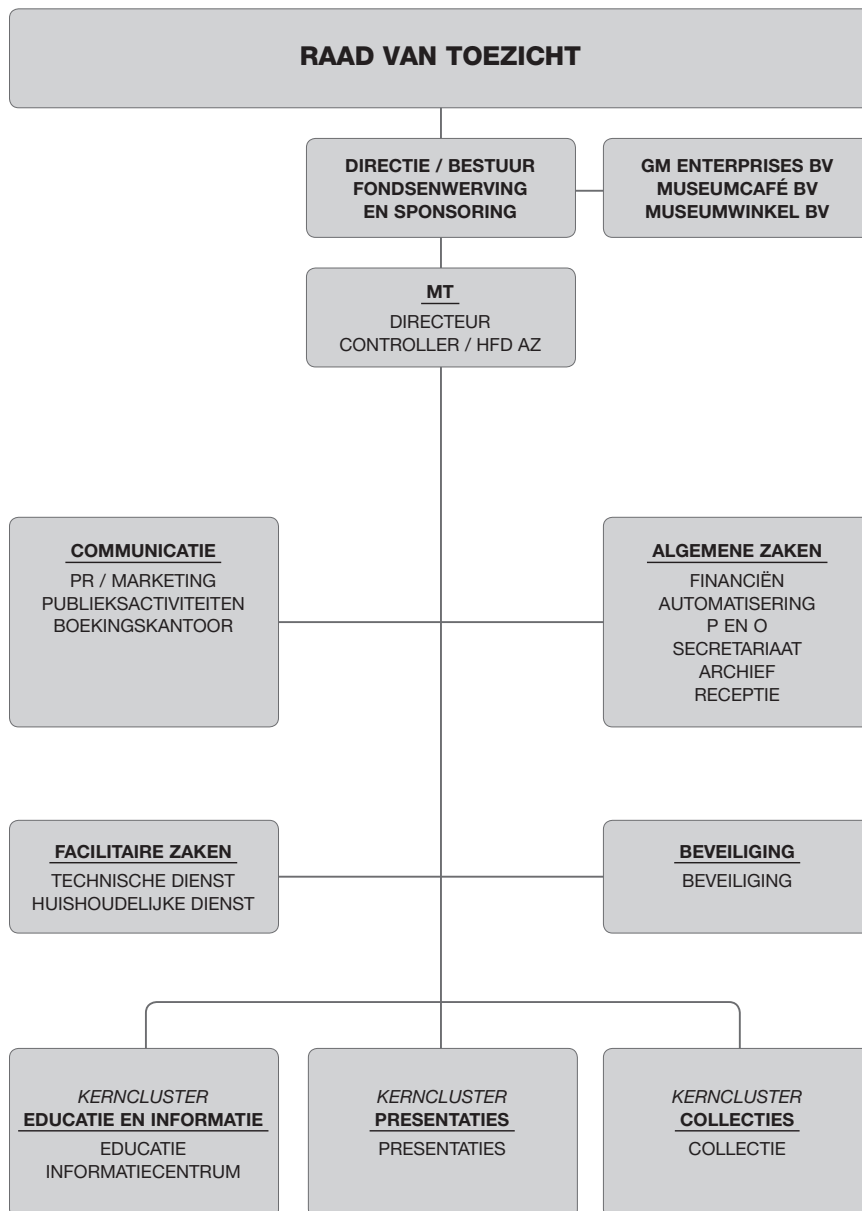 RAAD VAN TOEZICHT
DIRECTIE / BESTUUR
FONDSENWERVING
EN SPONSORING
GM ENTERPRISES BV
MUSEUMCAFÉ BV
MUSEUMWINKEL BV
MT
DIRECTEUR
CONTROLLER / HFD AZ
COMMUNICATIE
PR / MARKETING
PUBLIEKSACTIVITEITEN
BOEKINGSKANTOOR
ALGEMENE ZAKEN
FINANCIËN
AUTOMATISERING
P EN O
SECRETARIAAT
ARCHIEF
RECEPTIE
FACILITAIRE ZAKEN
TECHNISCHE DIENST
HUISHOUDELIJKE DIENST
BEVEILIGING
BEVEILIGING
KERNCLUSTER
EDUCATIE EN INFORMATIE
EDUCATIE
INFORMATIECENTRUM
KERNCLUSTER
PRESENTATIES
PRESENTATIES
KERNCLUSTER
COLLECTIES
COLLECTIE